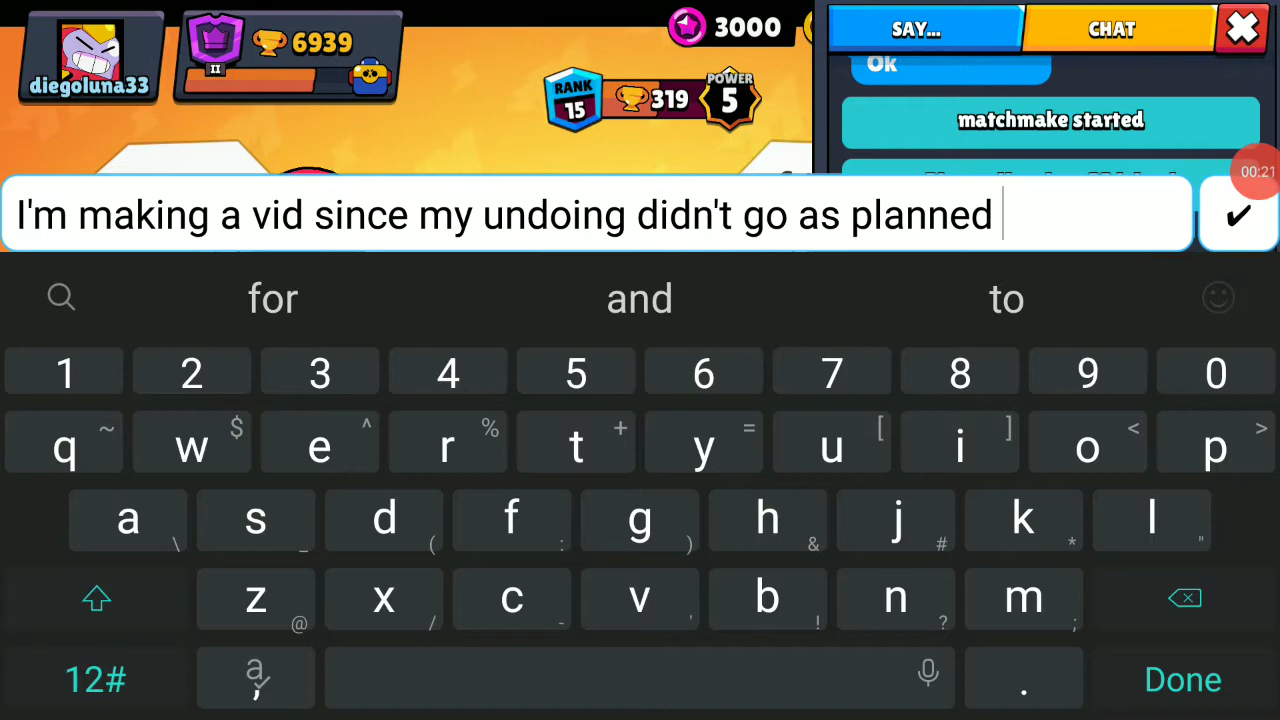 diegoluna33
II
6939
3000
RANK
15
319
POWER
5
SAY...
CHAT
Ok
matchmake started
00:21
I'm making a vid since my undoing didn't go as planned
for and to
1 2 3 4 5 6 7 8 9 0
q ~ w $ e ^ r % t + y = u [ i ] o < p >
a \ s _ d ( f : g ) h & j # k * l "
z @ x / c - v ' b ! n ? m ;
12# a , . Done